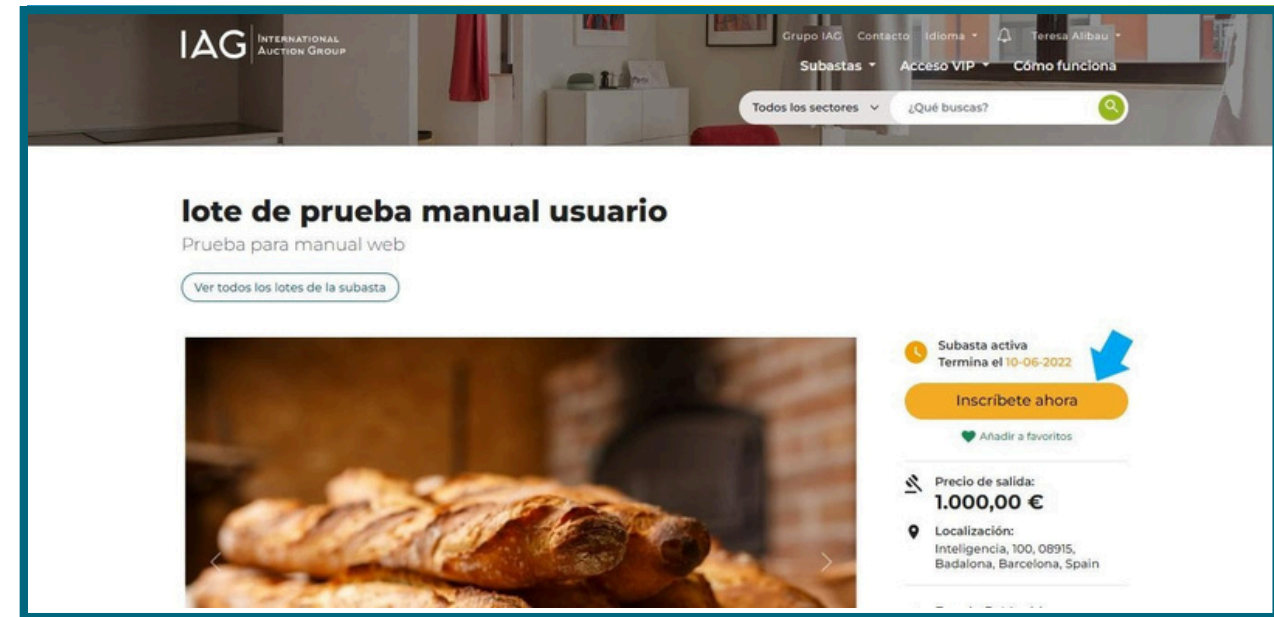 IAG INTERNATIONAL
AUCTION GROUP
Grupo IAG Contacto Idioma Teresa Alibau
Subastas Acceso VIP Cómo funciona
Todos los sectores ¿Qué buscas?
lote de prueba manual usuario
Prueba para manual web
Ver todos los lotes de la subasta
Subasta activa
Termina el 10-06-2022
Inscríbete ahora
Añadir a favoritos
Precio de salida:
1.000,00 €
Localización:
Inteligencia, 100, 08915,
Badalona, Barcelona, Spain